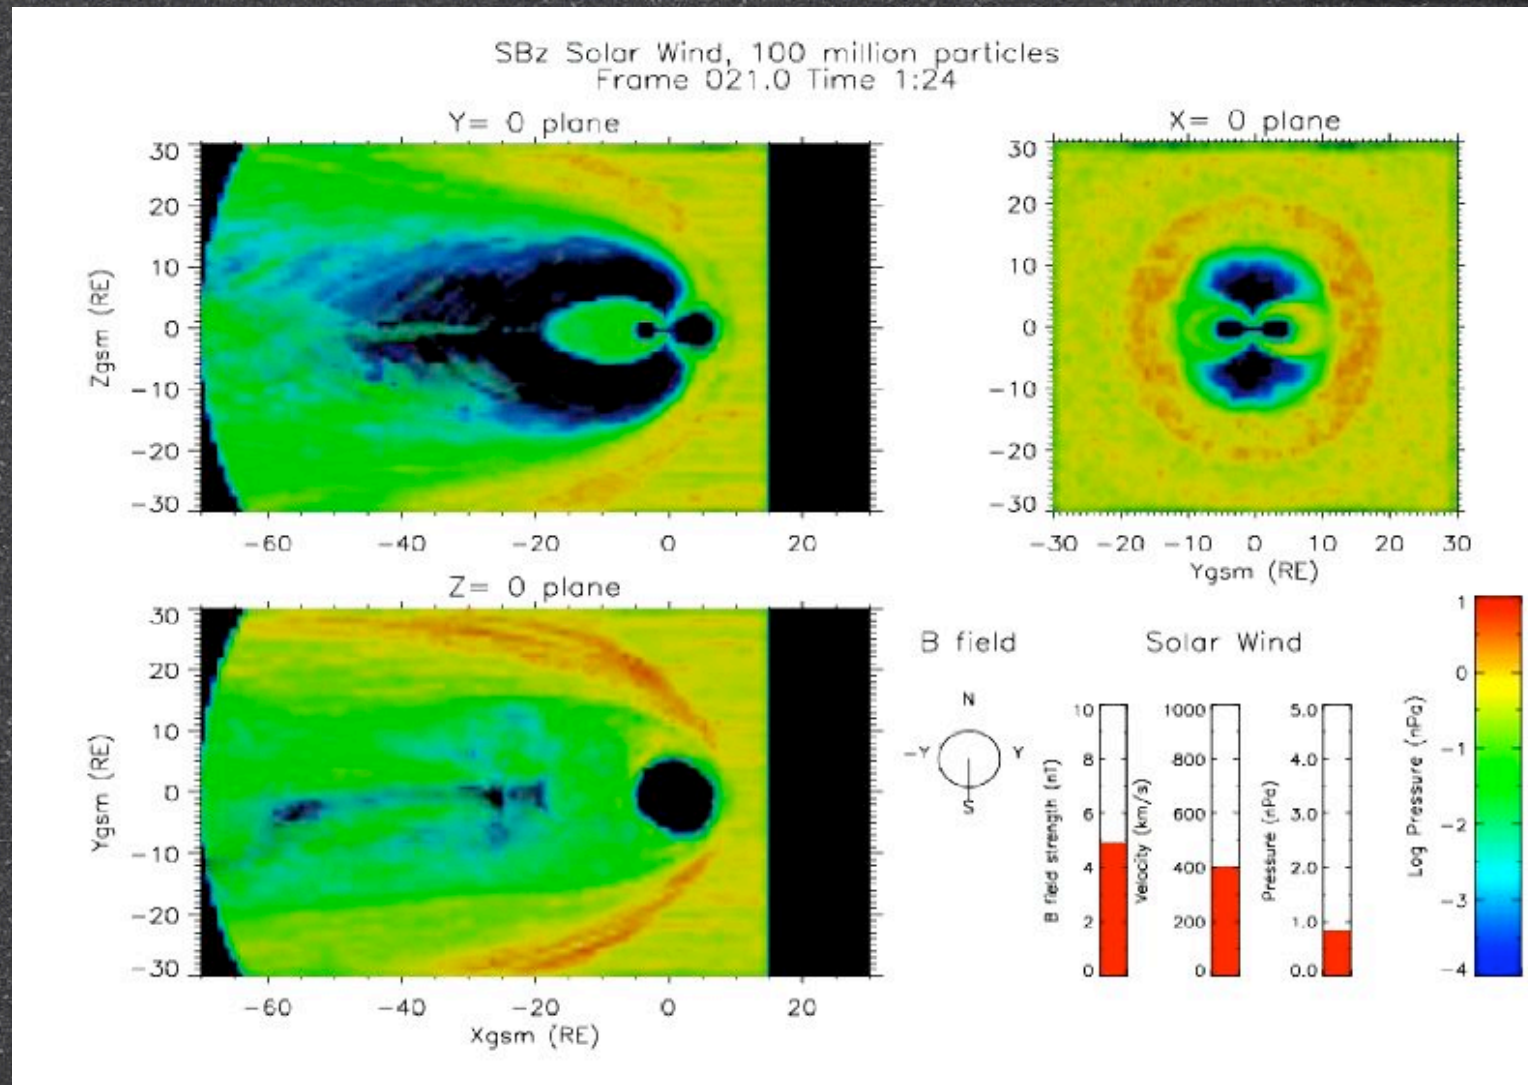 SBz Solar Wind, 100 million particles
Frame 021.0 Time 1:24
Y= 0 plane
30
20
10
0
−10
−20
−30
Zgsm (RE)
−60 −40 −20 0 20
X= 0 plane
30
20
10
0
−10
−20
−30
−30 −20 −10 0 10 20 30
Ygsm (RE)
Z= 0 plane
30
20
10
0
−10
−20
−30
Ygsm (RE)
−60 −40 −20 0 20
Xgsm (RE)
B field
N
−Y Y
S
Solar Wind
10
8
6
4
2
0
B field strength (nT)
1000
800
600
400
200
0
Velocity (km/s)
5.0
4.0
3.0
2.0
1.0
0.0
Pressure (nPa)
1
0
−1
−2
−3
−4
Log Pressure (nPa)